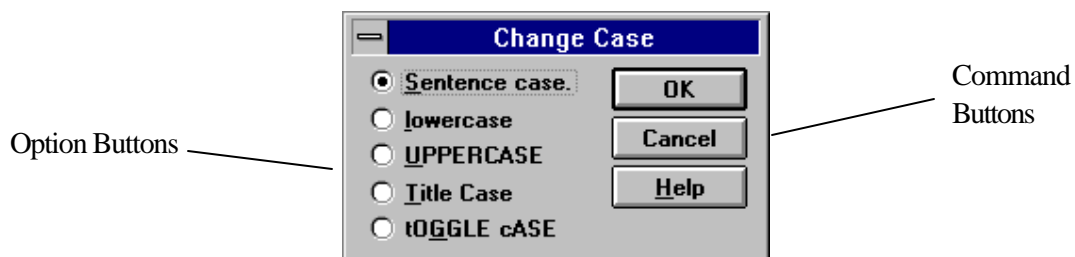 Change Case
Sentence case.
lowercase
UPPERCASE
Title Case
tOGGLE cASE
OK
Cancel
Help
Option Buttons
Command
Buttons